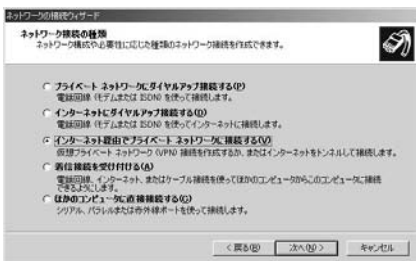 ネットワークの接続ウィザード
ネットワーク接続の種類
ネットワーク構成や必要性に応じた種類のネットワーク接続を作成できます。
プライベート ネットワークにダイヤルアップ接続する(P)
電話回線 (モデムまたは ISDN) を使って接続します。
インターネットにダイヤルアップ接続する(D)
電話回線 (モデムまたは ISDN) を使ってインターネットに接続します。
インターネット経由でプライベート ネットワークに接続する(V)
仮想プライベート ネットワーク (VPN) 接続を作成するか、またはインターネットをトンネルして接続します。
着信接続を受け付ける(A)
電話回線、インターネット、またはケーブル接続を使ってほかのコンピュータからこのコンピュータに接続
できるようにします。
ほかのコンピュータに直接接続する(C)
シリアル、パラレルまたは赤外線ポートを使って接続します。
< 戻る(B)
次へ(N) >
キャンセル